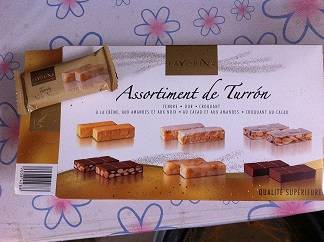 Assortiment de Turrón
TENDRE • DUR • CROQUANT
A LA CRÈME, AUX AMANDES ET AUX NOIX • AU CACAO ET AUX AMANDES • CROQUANT AU CACAO
QUALITÉ SUPÉRIEURE